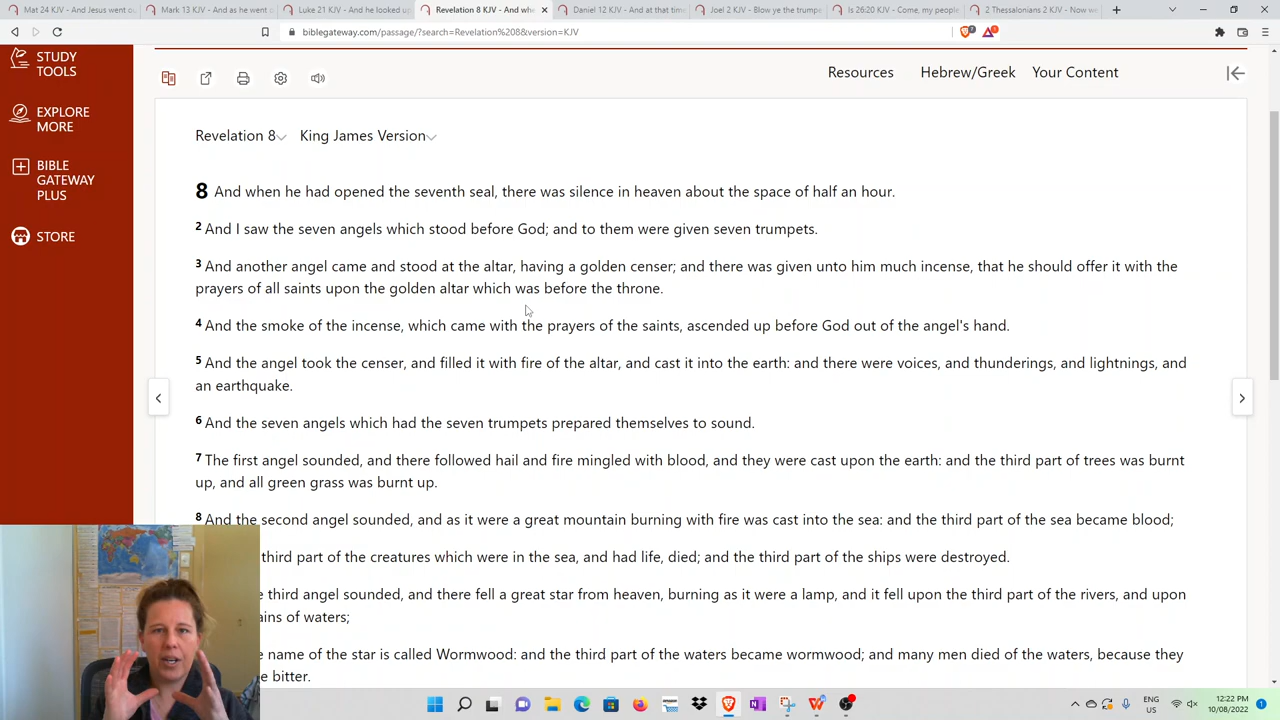 Mat 24 KJV - And Jesus went ou
Mark 13 KJV - And as he went o
Luke 21 KJV - And he looked up
Revelation 8 KJV - And whe
Daniel 12 KJV - And at that time
Joel 2 KJV - Blow ye the trumpe
Is 26:20 KJV - Come, my people
2 Thessalonians 2 KJV - Now we
biblegateway.com/passage/?search=Revelation%208&version=KJV
STUDY
TOOLS
EXPLORE
MORE
BIBLE
GATEWAY
PLUS
STORE
Resources Hebrew/Greek Your Content
Revelation 8 King James Version
8 And when he had opened the seventh seal, there was silence in heaven about the space of half an hour.
2 And I saw the seven angels which stood before God; and to them were given seven trumpets.
3 And another angel came and stood at the altar, having a golden censer; and there was given unto him much incense, that he should offer it with the
prayers of all saints upon the golden altar which was before the throne.
4 And the smoke of the incense, which came with the prayers of the saints, ascended up before God out of the angel's hand.
5 And the angel took the censer, and filled it with fire of the altar, and cast it into the earth: and there were voices, and thunderings, and lightnings, and
an earthquake.
6 And the seven angels which had the seven trumpets prepared themselves to sound.
7 The first angel sounded, and there followed hail and fire mingled with blood, and they were cast upon the earth: and the third part of trees was burnt
up, and all green grass was burnt up.
8 And the second angel sounded, and as it were a great mountain burning with fire was cast into the sea: and the third part of the sea became blood;
third part of the creatures which were in the sea, and had life, died; and the third part of the ships were destroyed.
third angel sounded, and there fell a great star from heaven, burning as it were a lamp, and it fell upon the third part of the rivers, and upon
ains of waters;
name of the star is called Wormwood: and the third part of the waters became wormwood; and many men died of the waters, because they
e bitter.
ENG
US
12:22 PM
10/08/2022